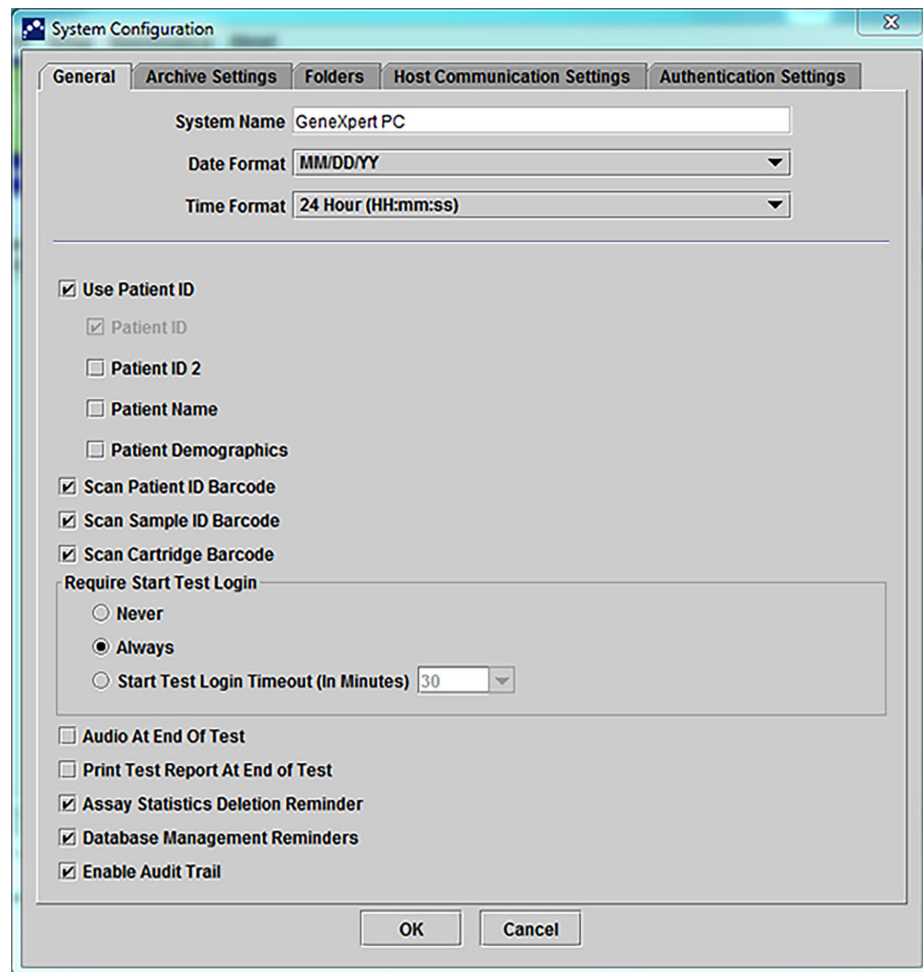 System Configuration
General Archive Settings Folders Host Communication Settings Authentication Settings
System Name GeneXpert PC
Date Format MM/DD/YY
Time Format 24 Hour (HH:mm:ss)
Use Patient ID
Patient ID
Patient ID 2
Patient Name
Patient Demographics
Scan Patient ID Barcode
Scan Sample ID Barcode
Scan Cartridge Barcode
Require Start Test Login
Never
Always
Start Test Login Timeout (In Minutes) 30
Audio At End Of Test
Print Test Report At End of Test
Assay Statistics Deletion Reminder
Database Management Reminders
Enable Audit Trail
OK Cancel